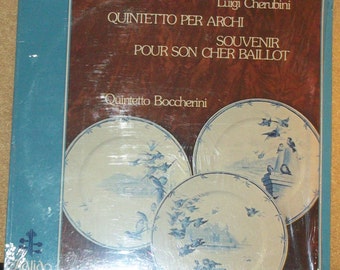 Luigi Cherubini
QUINTETTO PER ARCHI
SOUVENIR
POUR SON CHER BAILLOT
Quintetto Boccherini